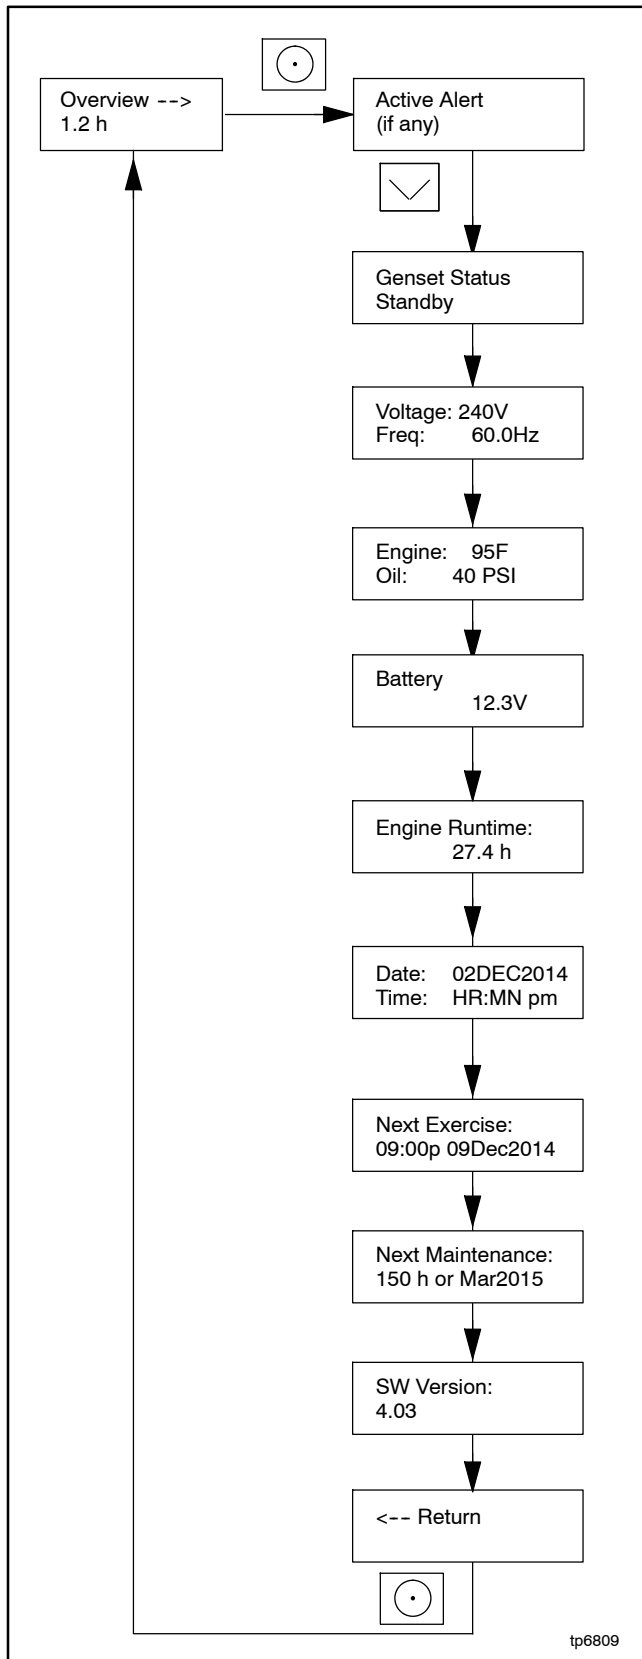 Overview -->
1.2 h
Active Alert
(if any)
Genset Status
Standby
Voltage: 240V
Freq: 60.0Hz
Engine: 95F
Oil: 40 PSI
Battery
12.3V
Engine Runtime:
27.4 h
Date: 02DEC2014
Time: HR:MN pm
Next Exercise:
09:00p 09Dec2014
Next Maintenance:
150 h or Mar2015
SW Version:
4.03
<-- Return
tp6809